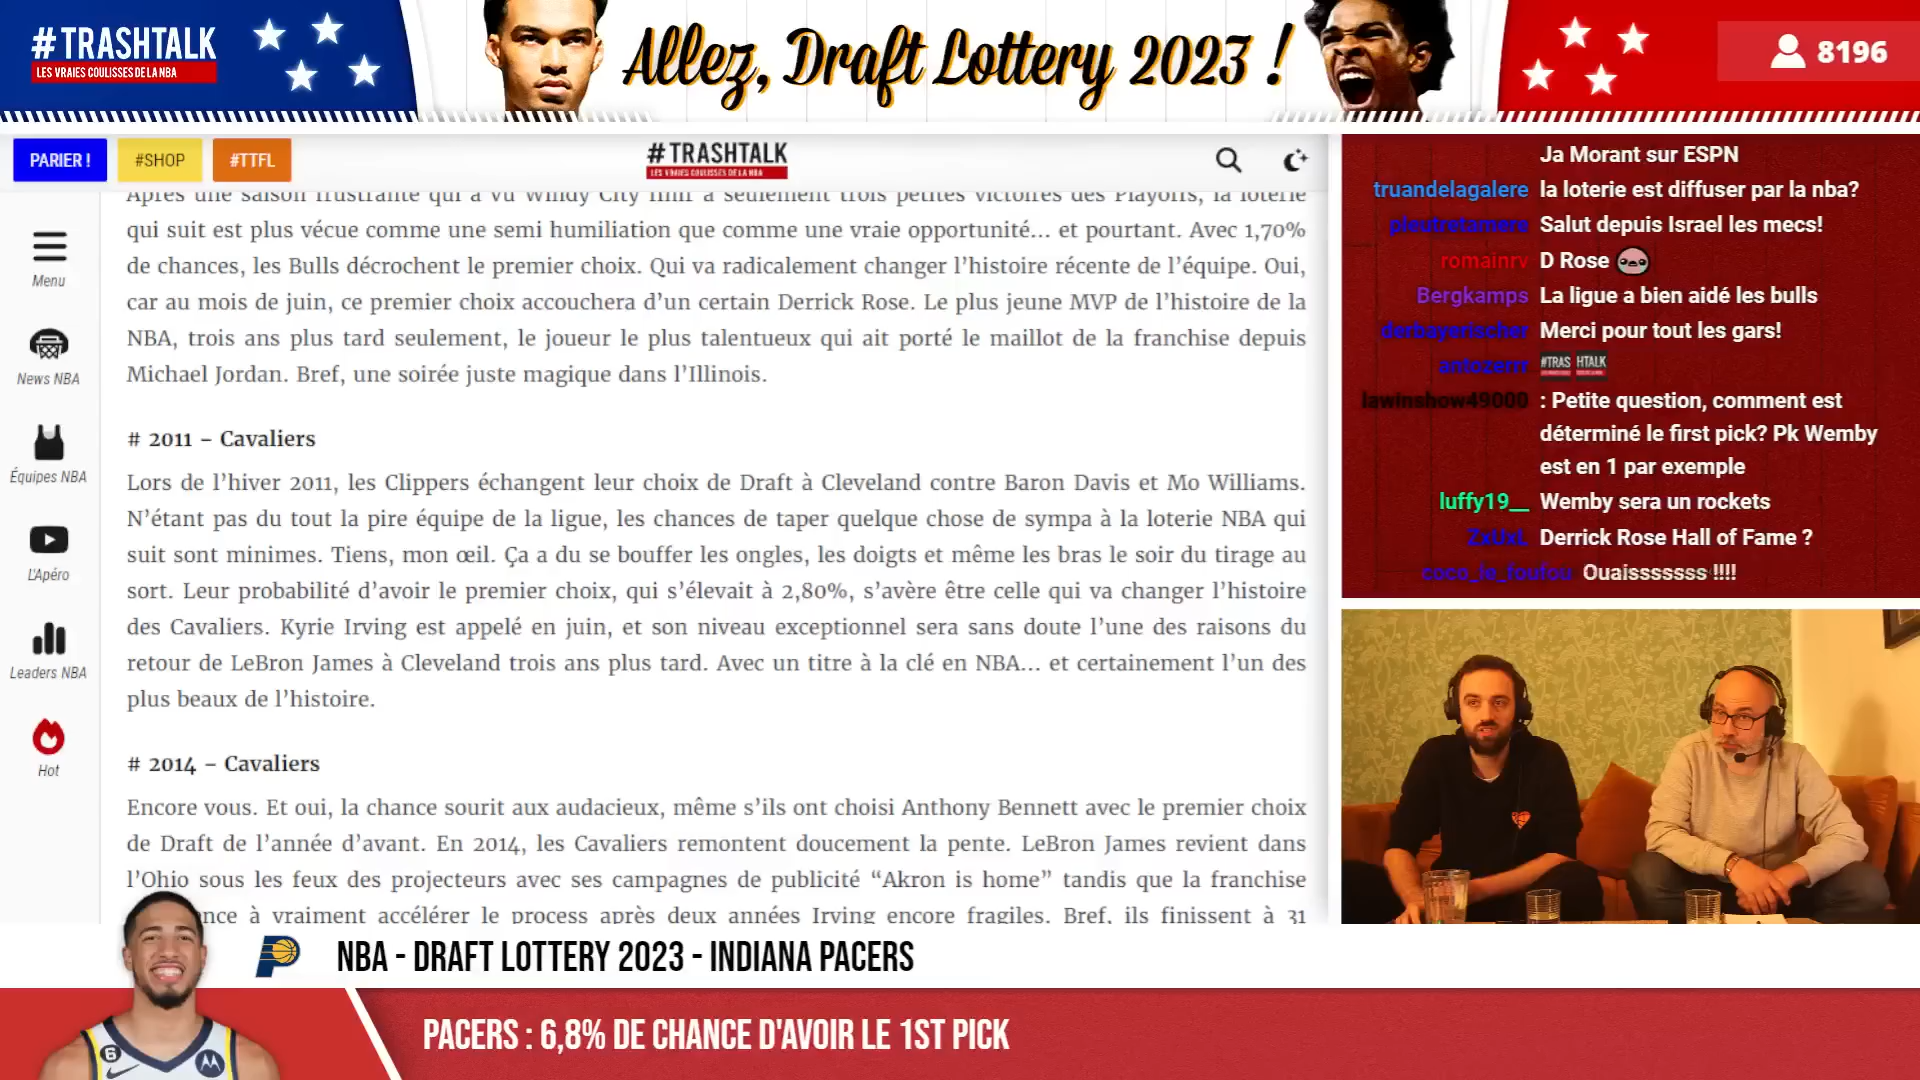 #TRASHTALK
LES VRAIES COULISSES DE LA NBA
Allez, Draft Lottery 2023 !
8196
PARIER !
#SHOP
#TTFL
#TRASHTALK
LES VRAIES COULISSES DE LA NBA
Menu
News NBA
Équipes NBA
L'Apéro
Leaders NBA
Hot
Après une saison frustrante qui a vu Windy City finir à seulement trois petites victoires des Playoffs, la loterie
qui suit est plus vécue comme une semi humiliation que comme une vraie opportunité… et pourtant. Avec 1,70%
de chances, les Bulls décrochent le premier choix. Qui va radicalement changer l’histoire récente de l’équipe. Oui,
car au mois de juin, ce premier choix accouchera d’un certain Derrick Rose. Le plus jeune MVP de l’histoire de la
NBA, trois ans plus tard seulement, le joueur le plus talentueux qui ait porté le maillot de la franchise depuis
Michael Jordan. Bref, une soirée juste magique dans l’Illinois.
# 2011 – Cavaliers
Lors de l’hiver 2011, les Clippers échangent leur choix de Draft à Cleveland contre Baron Davis et Mo Williams.
N’étant pas du tout la pire équipe de la ligue, les chances de taper quelque chose de sympa à la loterie NBA qui
suit sont minimes. Tiens, mon œil. Ça a du se bouffer les ongles, les doigts et même les bras le soir du tirage au
sort. Leur probabilité d’avoir le premier choix, qui s’élevait à 2,80%, s’avère être celle qui va changer l’histoire
des Cavaliers. Kyrie Irving est appelé en juin, et son niveau exceptionnel sera sans doute l’une des raisons du
retour de LeBron James à Cleveland trois ans plus tard. Avec un titre à la clé en NBA… et certainement l’un des
plus beaux de l’histoire.
# 2014 – Cavaliers
Encore vous. Et oui, la chance sourit aux audacieux, même s’ils ont choisi Anthony Bennett avec le premier choix
de Draft de l’année d’avant. En 2014, les Cavaliers remontent doucement la pente. LeBron James revient dans
l’Ohio sous les feux des projecteurs avec ses campagnes de publicité “Akron is home” tandis que la franchise
à vraiment accélérer le process après deux années Irving encore fragiles. Bref, ils finissent à 31
Ja Morant sur ESPN
truandelagalere la loterie est diffuser par la nba?
pleutretamere Salut depuis Israel les mecs!
romainrv D Rose
Bergkamps La ligue a bien aidé les bulls
derbayerischer Merci pour tout les gars!
antozerrr #TRAS HTALK
lawinshow49000 : Petite question, comment est
déterminé le first pick? Pk Wemby
est en 1 par exemple
luffy19__ Wemby sera un rockets
ZxUxL Derrick Rose Hall of Fame ?
coco_le_foufou Ouaisssssss !!!!
NBA - DRAFT LOTTERY 2023 - INDIANA PACERS
PACERS : 6,8% DE CHANCE D'AVOIR LE 1ST PICK
6